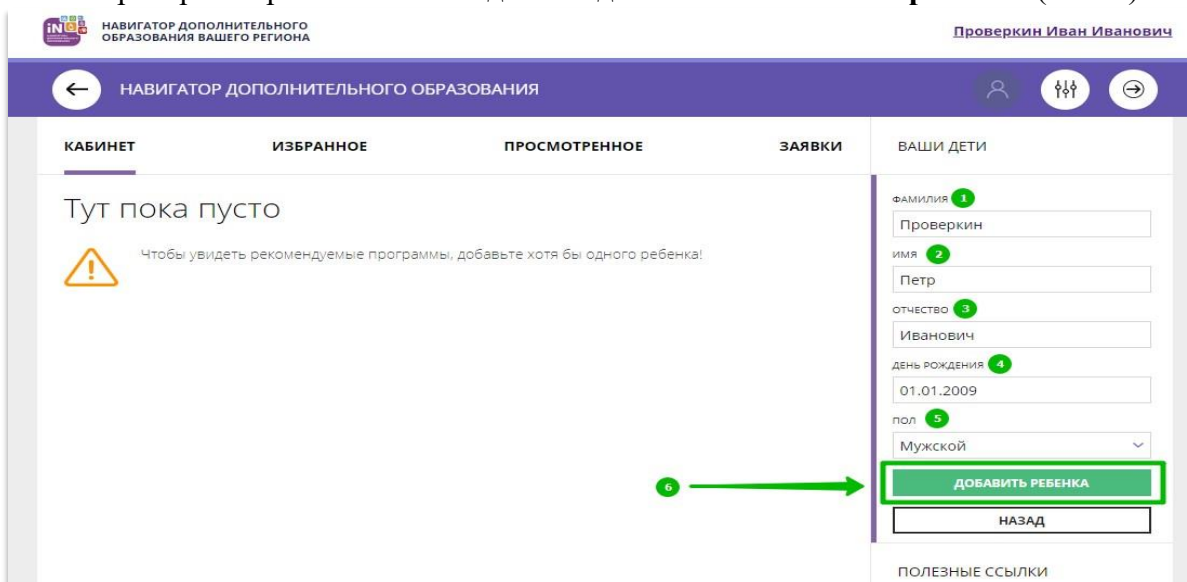 НАВИГАТОР ДОПОЛНИТЕЛЬНОГО
ОБРАЗОВАНИЯ ВАШЕГО РЕГИОНА
Проверкин Иван Иванович
НАВИГАТОР ДОПОЛНИТЕЛЬНОГО ОБРАЗОВАНИЯ
КАБИНЕТ ИЗБРАННОЕ ПРОСМОТРЕННОЕ ЗАЯВКИ
Тут пока пусто
Чтобы увидеть рекомендуемые программы, добавьте хотя бы одного ребенка!
ВАШИ ДЕТИ
ФАМИЛИЯ 1
Проверкин
ИМЯ 2
Петр
ОТЧЕСТВО 3
Иванович
ДЕНЬ РОЖДЕНИЯ 4
01.01.2009
ПОЛ 5
Мужской
6
ДОБАВИТЬ РЕБЕНКА
НАЗАД
ПОЛЕЗНЫЕ ССЫЛКИ